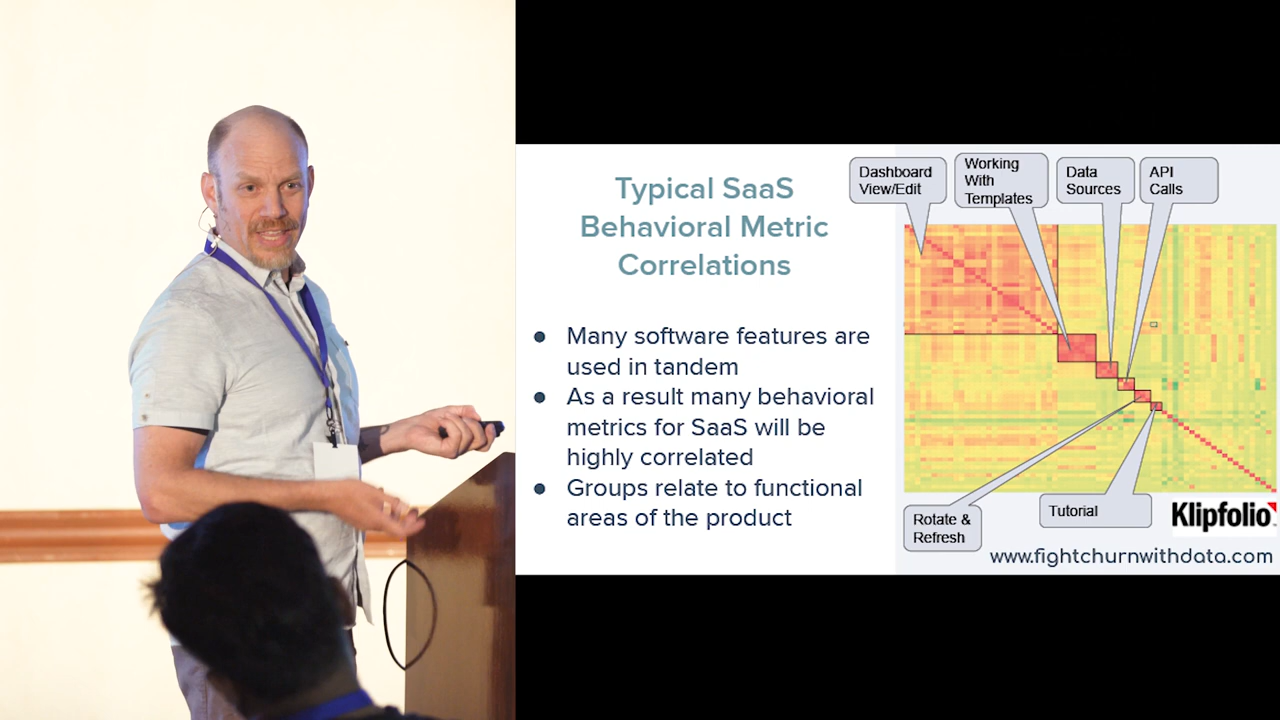 Typical SaaS
Behavioral Metric
Correlations
● Many software features are
used in tandem
● As a result many behavioral
metrics for SaaS will be
highly correlated
● Groups relate to functional
areas of the product
Dashboard
View/Edit
Working
With
Templates
Data
Sources
API
Calls
Rotate &
Refresh
Tutorial
Klipfolio
www.fightchurnwithdata.com